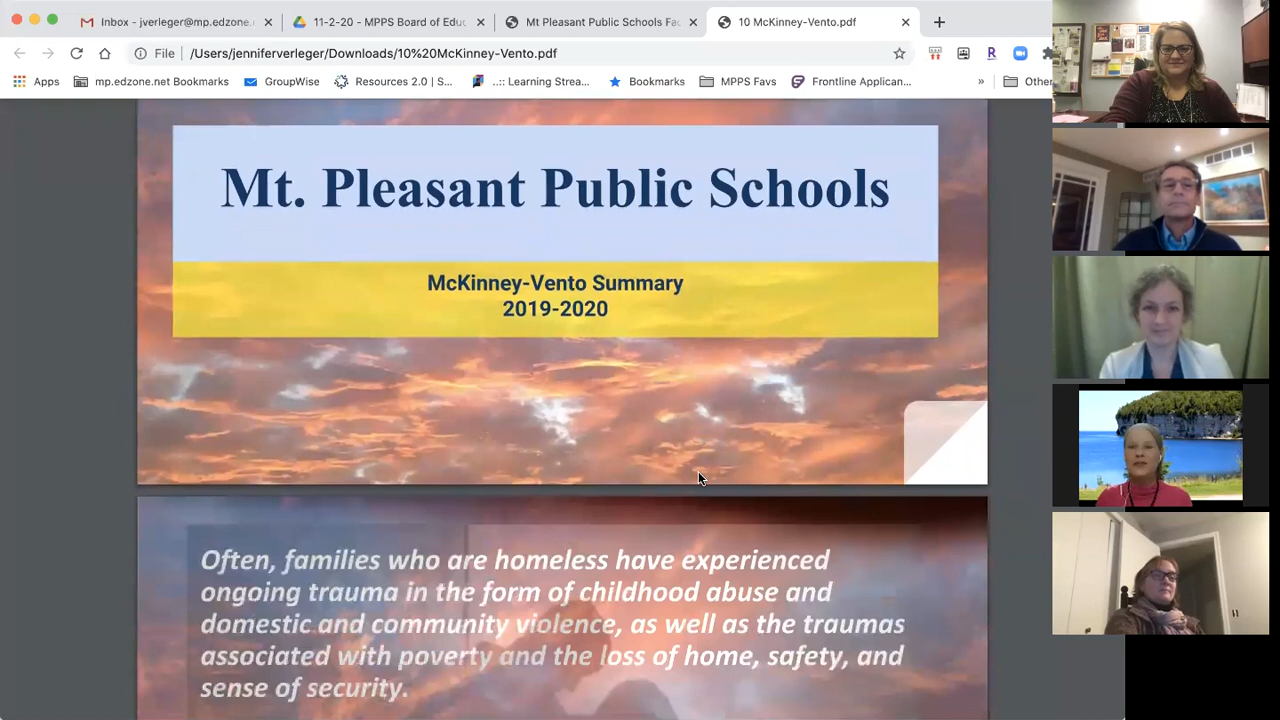 Inbox - jverleger@mp.edzone.
11-2-20 - MPPS Board of Educ
Mt Pleasant Public Schools Fac
10 McKinney-Vento.pdf
File
/Users/jenniferverleger/Downloads/10%20McKinney-Vento.pdf
Apps
mp.edzone.net Bookmarks
GroupWise
Resources 2.0 | S...
..:: Learning Strea...
Bookmarks
MPPS Favs
Frontline Applican...
»
Other
Mt. Pleasant Public Schools
McKinney-Vento Summary
2019-2020
Often, families who are homeless have experienced
ongoing trauma in the form of childhood abuse and
domestic and community violence, as well as the traumas
associated with poverty and the loss of home, safety, and
sense of security.